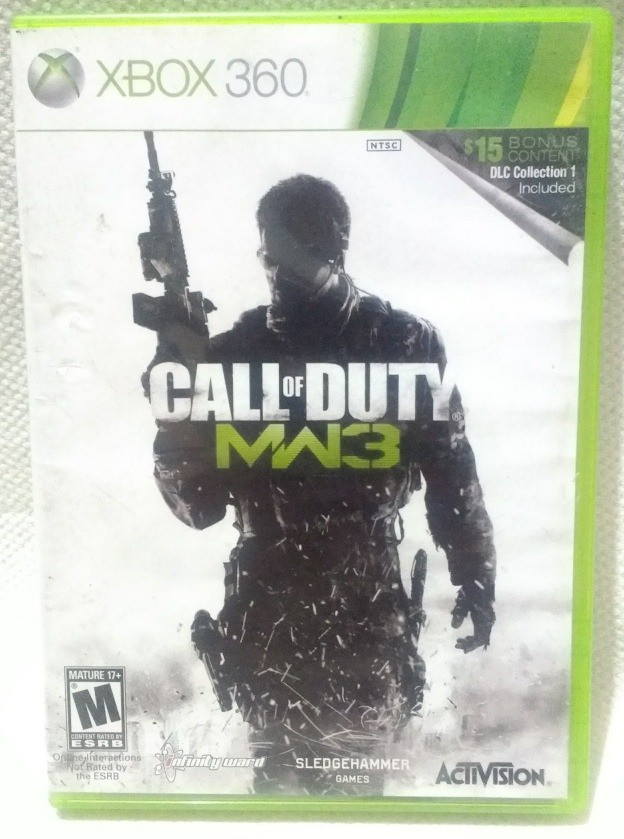 XBOX 360
NTSC
$15 BONUS CONTENT
DLC Collection 1
Included
CALL OF DUTY
MW3
MATURE 17+
M
CONTENT RATED BY
ESRB
Online Interactions
Not Rated by
the ESRB
infinity ward
SLEDGEHAMMER
GAMES
ACTIVISION